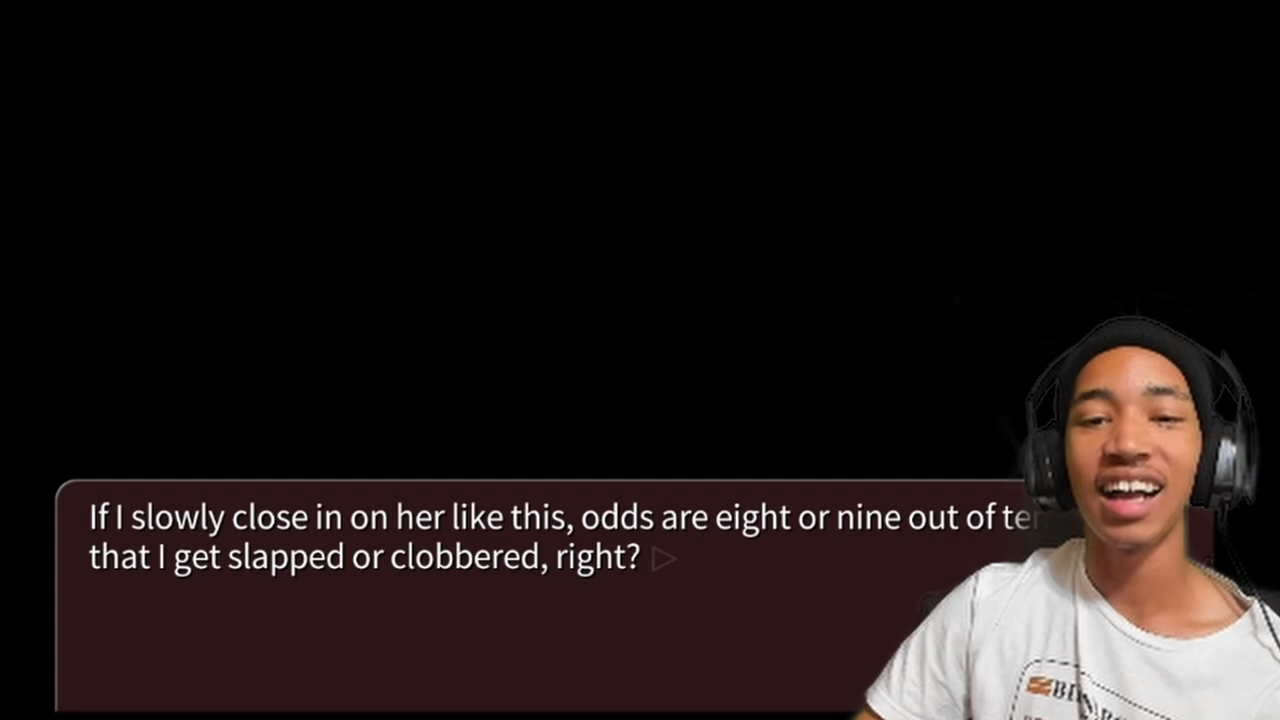 If I slowly close in on her like this, odds are eight or nine out of
that I get slapped or clobbered, right?